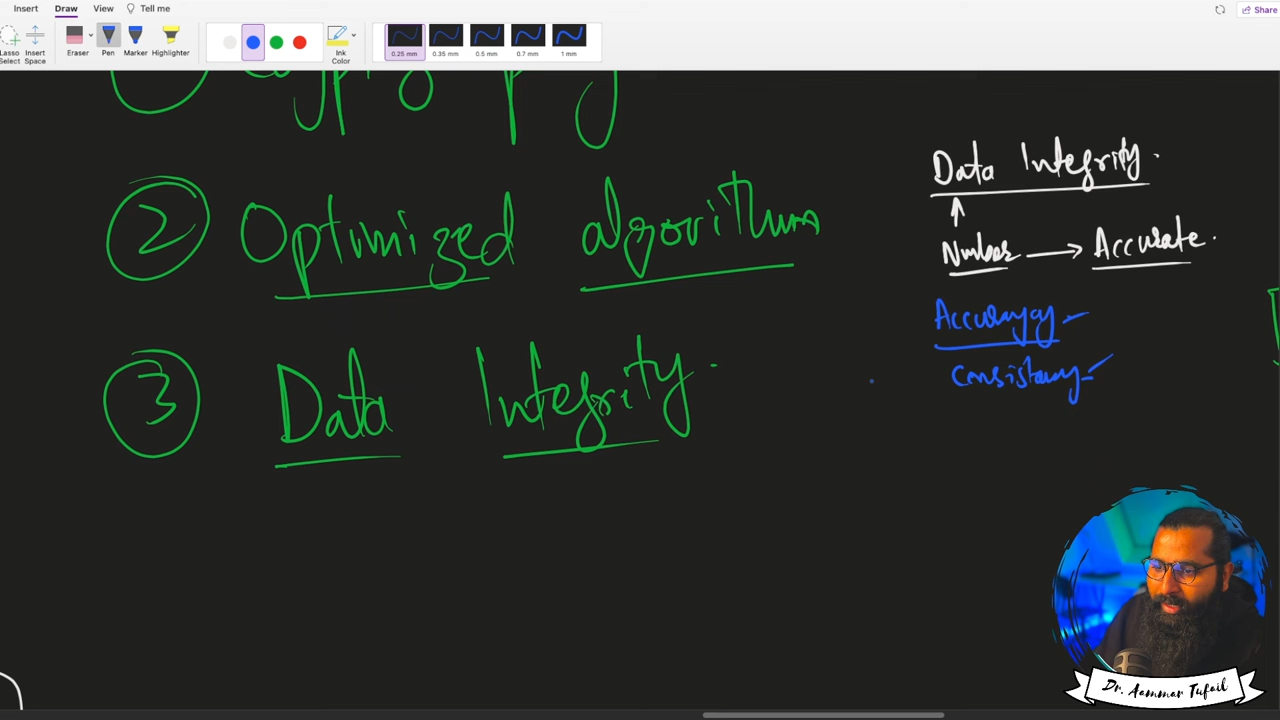 Insert Draw View Tell me
Share
Lasso Select
Insert Space
Eraser
Pen
Marker
Highlighter
Ink Color
0.25 mm
0.35 mm
0.5 mm
0.7 mm
1 mm
② Optimized algorithms
③ Data Integrity.
Data Integrity.
Number → Accurate.
Accuracy
Consistency
Dr. Aammar Tufail